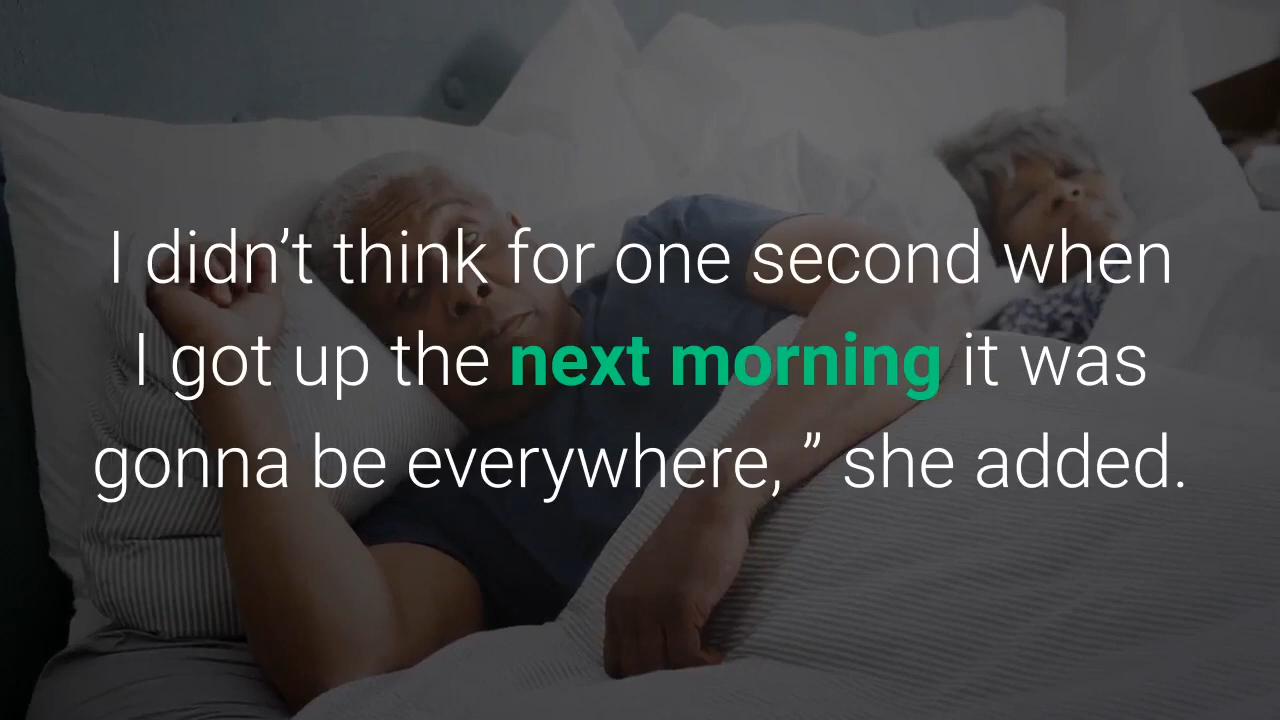 I didn’t think for one second when
I got up the next morning it was
gonna be everywhere, ” she added.